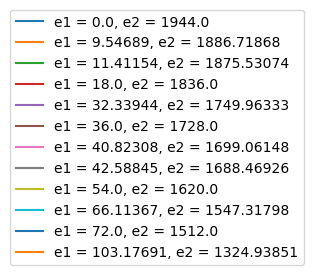 e1 = 0.0, e2 = 1944.0
e1 = 9.54689, e2 = 1886.71868
e1 = 11.41154, e2 = 1875.53074
e1 = 18.0, e2 = 1836.0
e1 = 32.33944, e2 = 1749.96333
e1 = 36.0, e2 = 1728.0
e1 = 40.82308, e2 = 1699.06148
e1 = 42.58845, e2 = 1688.46926
e1 = 54.0, e2 = 1620.0
e1 = 66.11367, e2 = 1547.31798
e1 = 72.0, e2 = 1512.0
e1 = 103.17691, e2 = 1324.93851